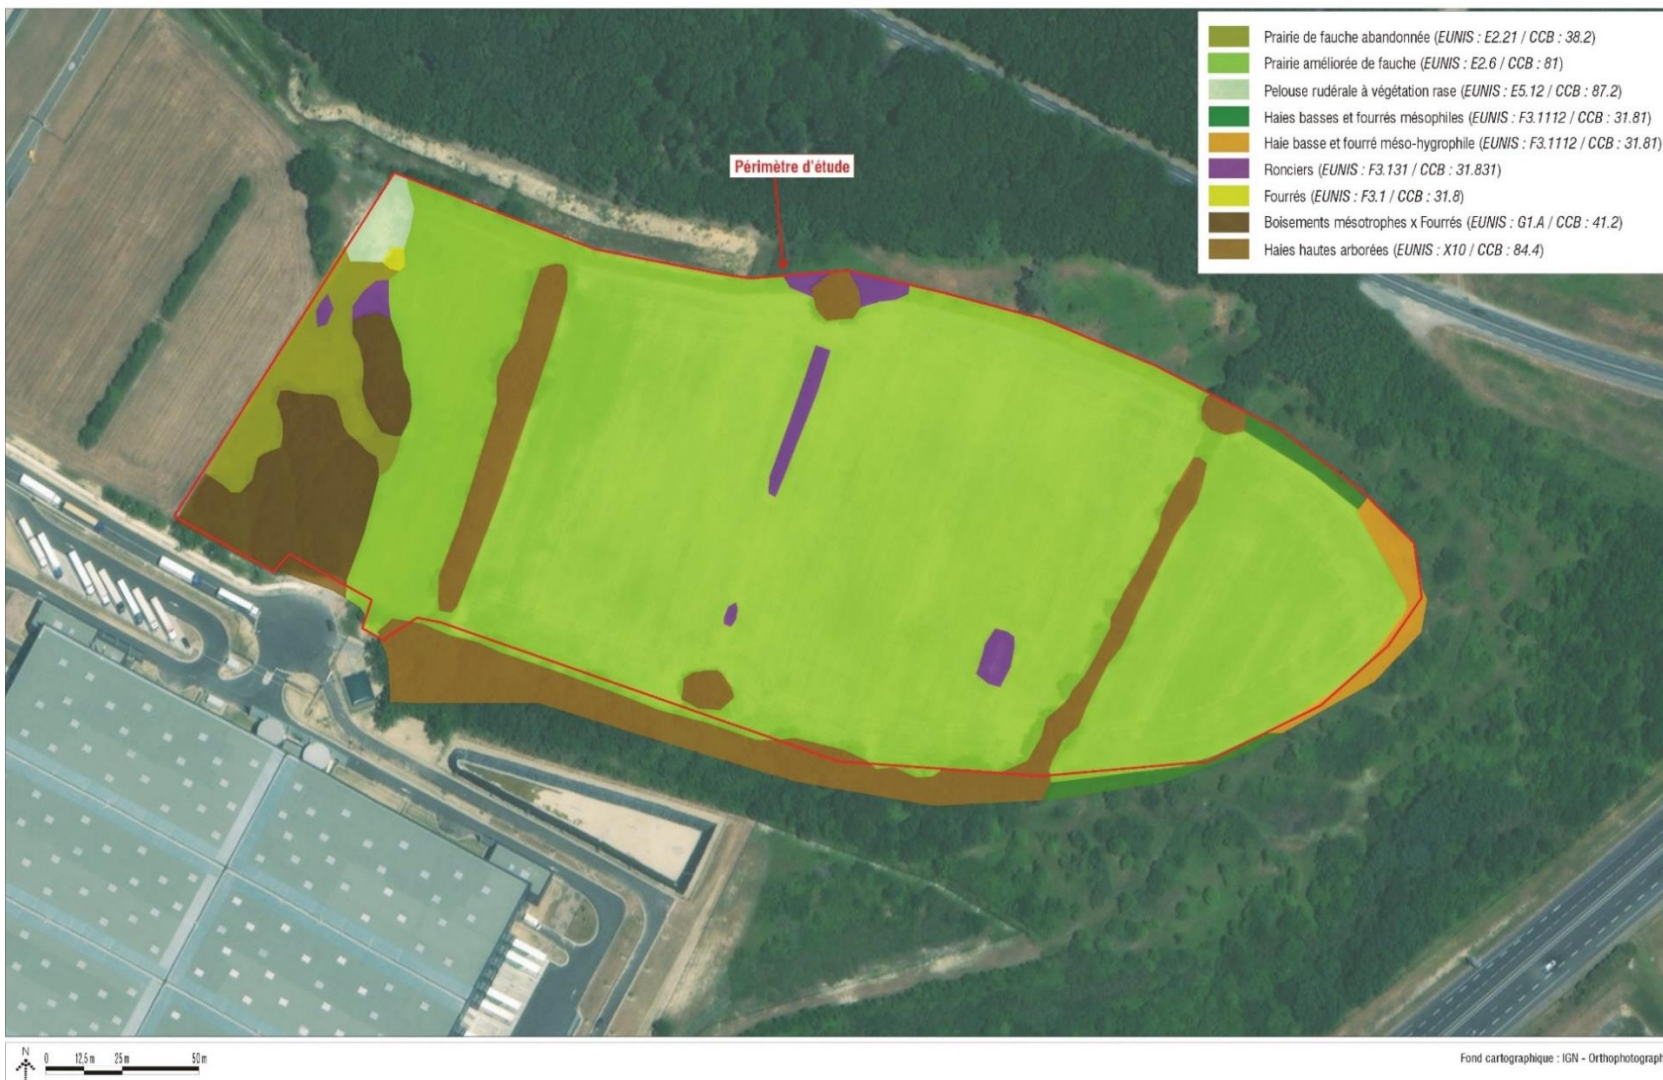 Prairie de fauche abandonnée (EUNIS : E2.21 / CCB : 38.2)
Prairie améliorée de fauche (EUNIS : E2.6 / CCB : 81)
Pelouse rudérale à végétation rase (EUNIS : E5.12 / CCB : 87.2)
Haies basses et fourrés mésophiles (EUNIS : F3.1112 / CCB : 31.81)
Haie basse et fourré méso-hygrophile (EUNIS : F3.1112 / CCB : 31.81)
Ronciers (EUNIS : F3.131 / CCB : 31.831)
Fourrés (EUNIS : F3.1 / CCB : 31.8)
Boisements mésotrophes x Fourrés (EUNIS : G1.A / CCB : 41.2)
Haies hautes arborées (EUNIS : X10 / CCB : 84.4)
Périmètre d'étude
N
0 12,5 m 25 m 50 m
Fond cartographique : IGN - Orthophotograph